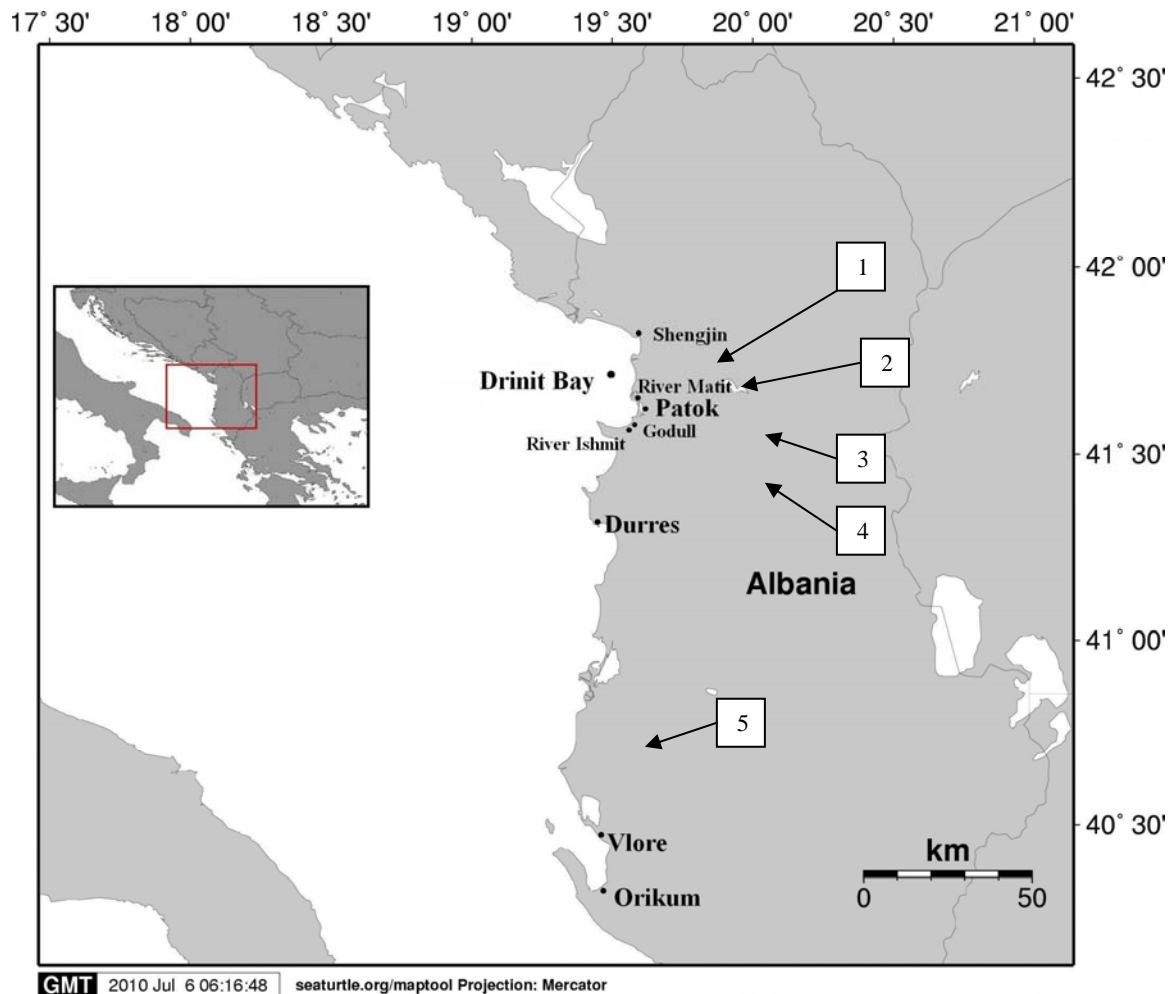 17° 30' 18° 00' 18° 30' 19° 00' 19° 30' 20° 00' 20° 30' 21° 00'
42° 30'
42° 00'
1
Shengjin
2
Drinit Bay
River Matit
Patok
Godull
River Ishmit
3
41° 30'
Durres
4
Albania
41° 00'
5
40° 30'
Vlore
km
0 50
Orikum
GMT 2010 Jul 6 06:16:48 seaturtle.org/maptool Projection: Mercator